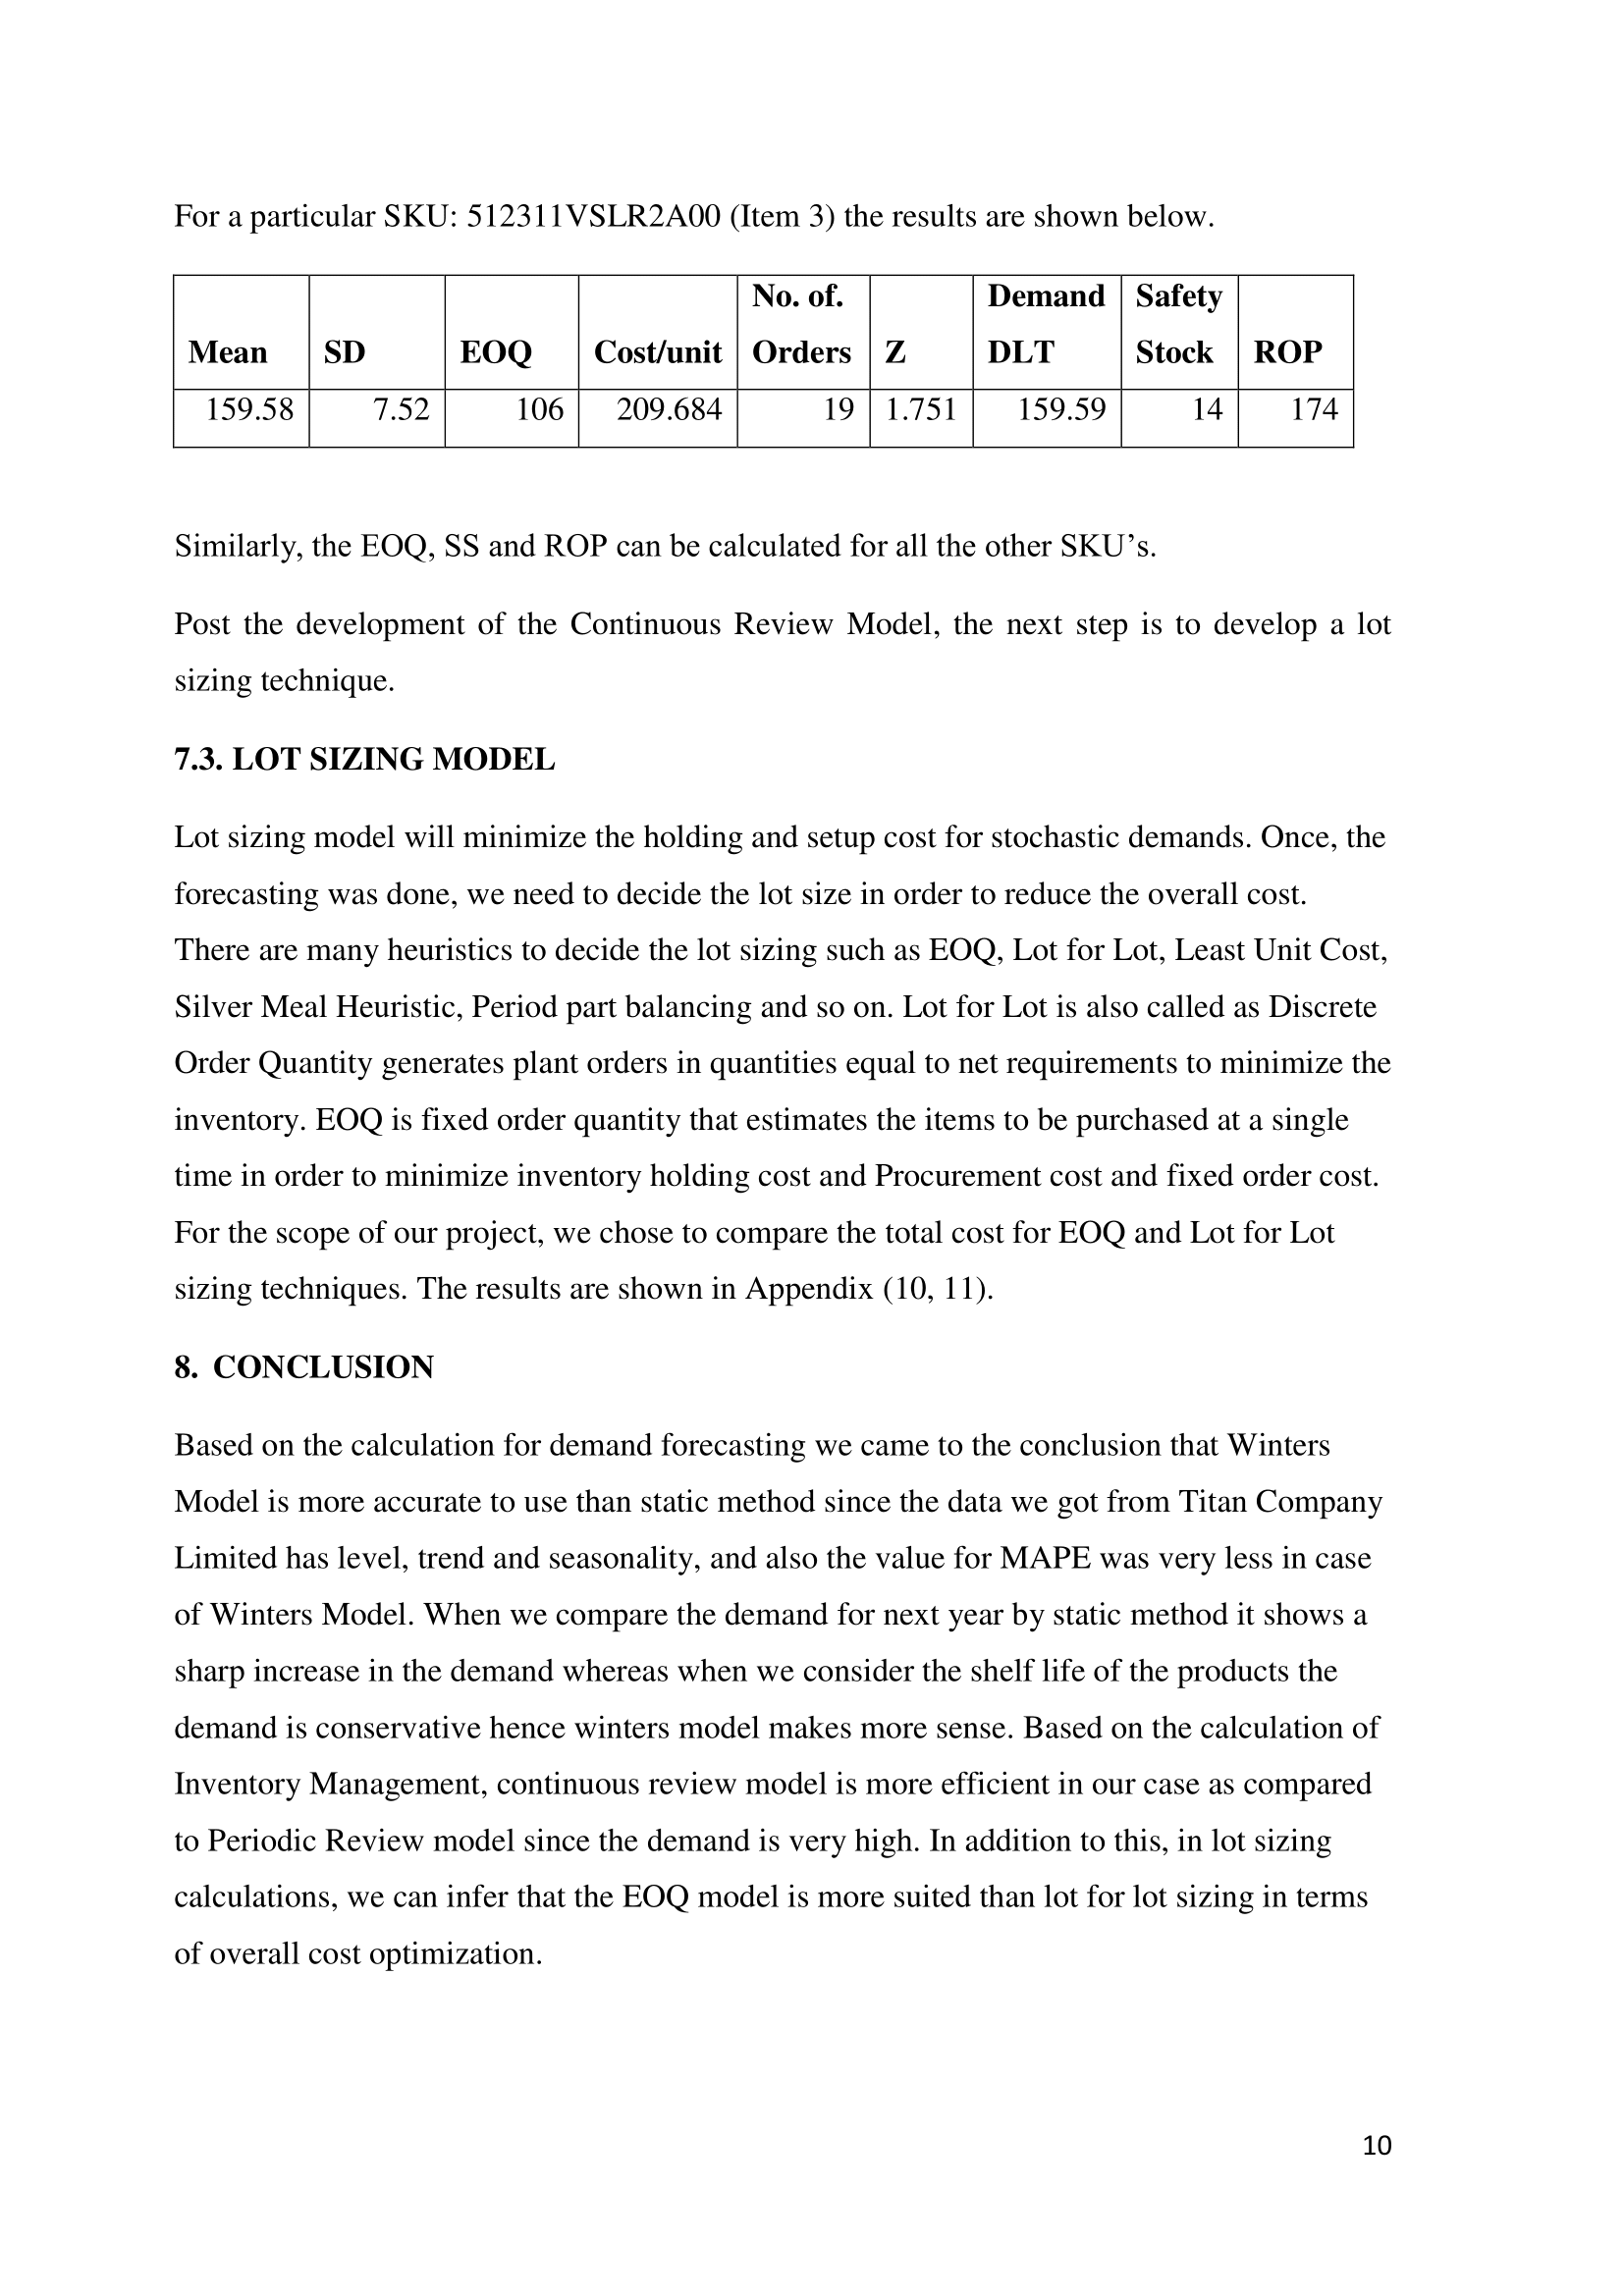 For a particular SKU: 512311VSLR2A00 (Item 3) the results are shown below.
Mean SD EOQ Cost/unit No. of. Orders Z Demand DLT Safety Stock ROP
159.58 7.52 106 209.684 19 1.751 159.59 14 174
Similarly, the EOQ, SS and ROP can be calculated for all the other SKU’s.
Post the development of the Continuous Review Model, the next step is to develop a lot
sizing technique.
7.3. LOT SIZING MODEL
Lot sizing model will minimize the holding and setup cost for stochastic demands. Once, the
forecasting was done, we need to decide the lot size in order to reduce the overall cost.
There are many heuristics to decide the lot sizing such as EOQ, Lot for Lot, Least Unit Cost,
Silver Meal Heuristic, Period part balancing and so on. Lot for Lot is also called as Discrete
Order Quantity generates plant orders in quantities equal to net requirements to minimize the
inventory. EOQ is fixed order quantity that estimates the items to be purchased at a single
time in order to minimize inventory holding cost and Procurement cost and fixed order cost.
For the scope of our project, we chose to compare the total cost for EOQ and Lot for Lot
sizing techniques. The results are shown in Appendix (10, 11).
8. CONCLUSION
Based on the calculation for demand forecasting we came to the conclusion that Winters
Model is more accurate to use than static method since the data we got from Titan Company
Limited has level, trend and seasonality, and also the value for MAPE was very less in case
of Winters Model. When we compare the demand for next year by static method it shows a
sharp increase in the demand whereas when we consider the shelf life of the products the
demand is conservative hence winters model makes more sense. Based on the calculation of
Inventory Management, continuous review model is more efficient in our case as compared
to Periodic Review model since the demand is very high. In addition to this, in lot sizing
calculations, we can infer that the EOQ model is more suited than lot for lot sizing in terms
of overall cost optimization.
10